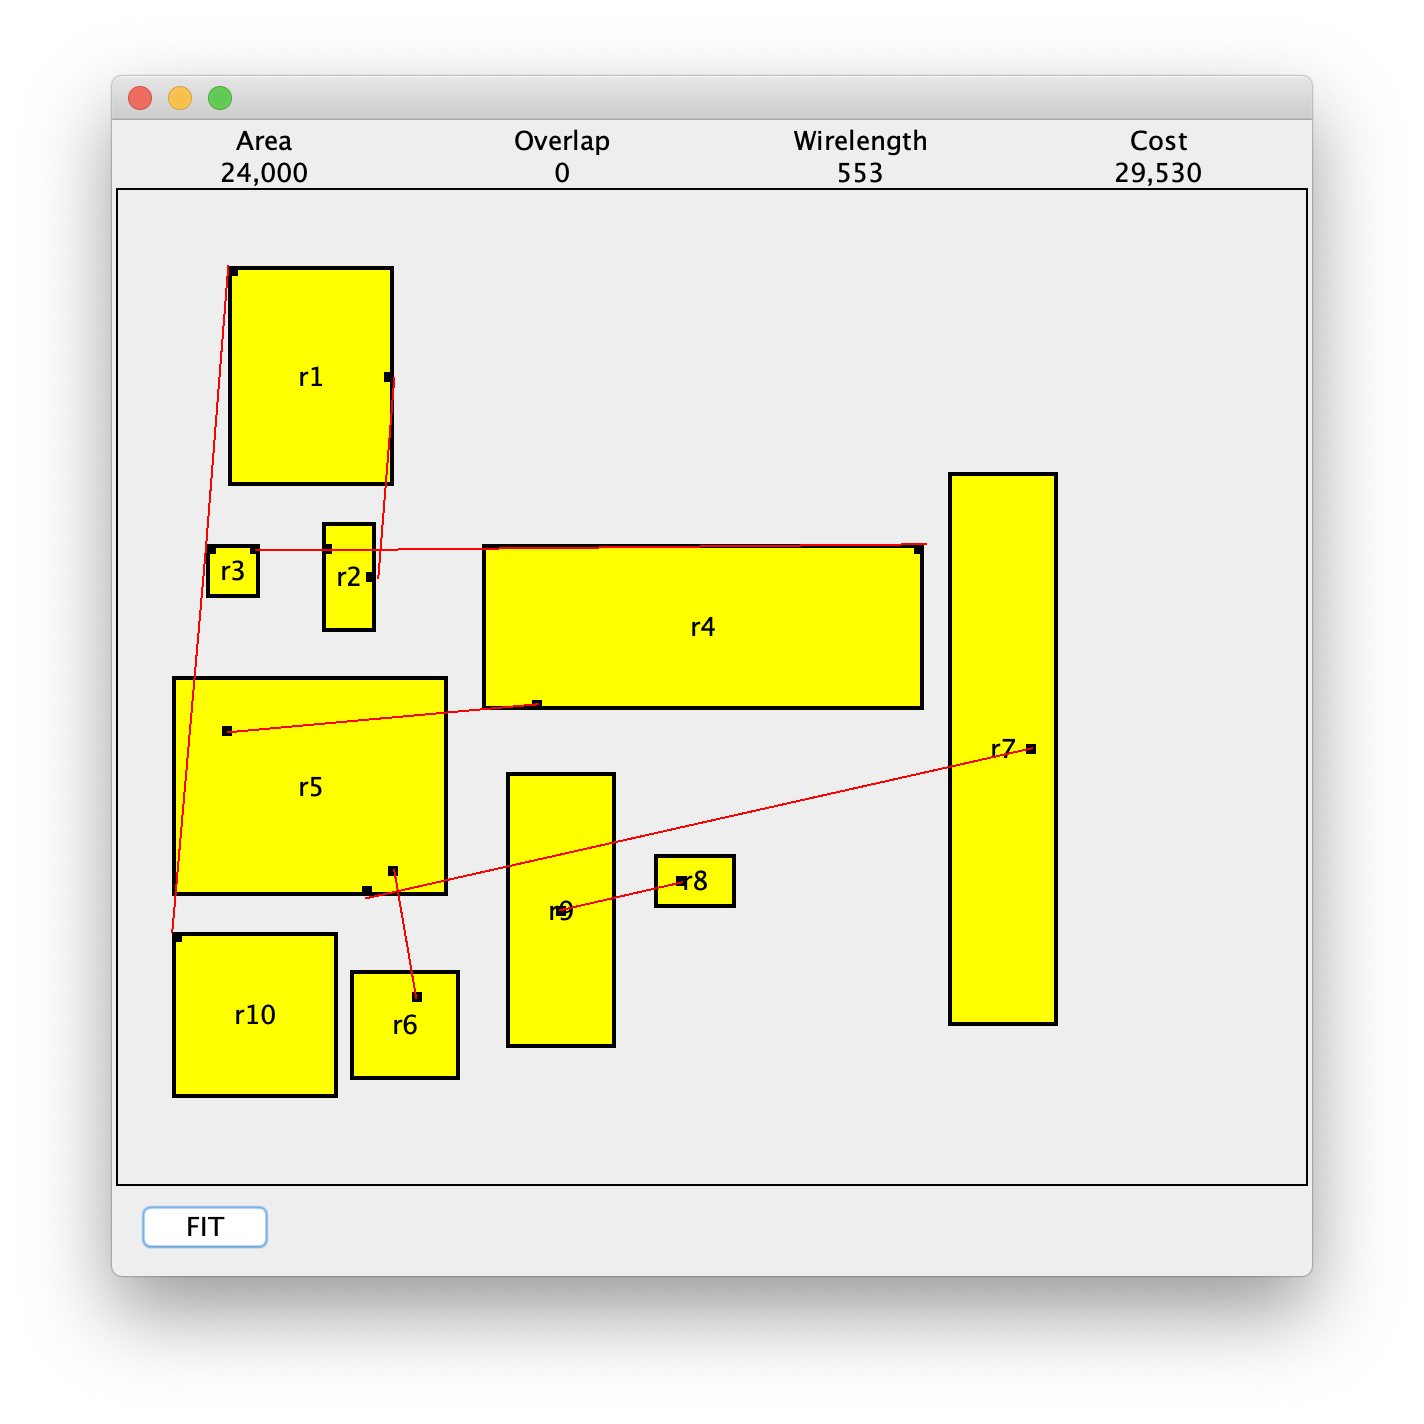 Area Overlap Wirelength Cost
24,000 0 553 29,530
r1
r3 r2
r4
r7
r5
r9 r8
r10 r6
FIT